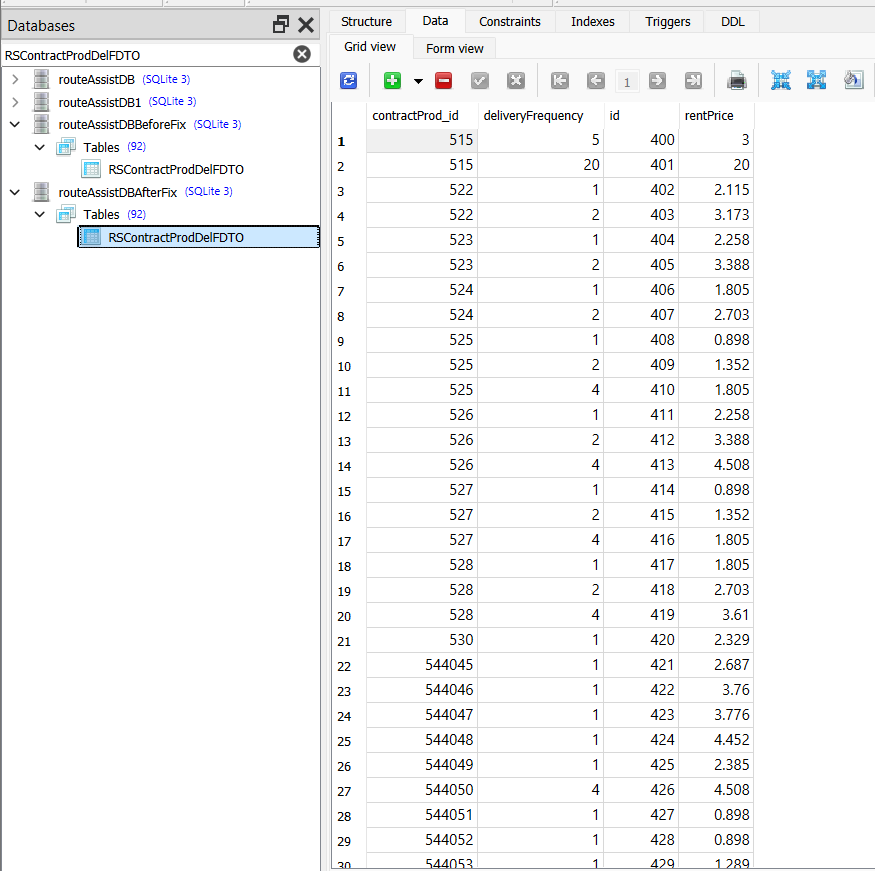 Databases
RSContractProdDelFDTO
routeAssistDB (SQLite 3)
routeAssistDB1 (SQLite 3)
routeAssistDBBeforeFix (SQLite 3)
Tables (92)
RSContractProdDelFDTO
routeAssistDBAfterFix (SQLite 3)
Tables (92)
RSContractProdDelFDTO
Structure Data Constraints Indexes Triggers DDL
Grid view Form view
1
contractProd_id deliveryFrequency id rentPrice
1 515 5 400 3
2 515 20 401 20
3 522 1 402 2.115
4 522 2 403 3.173
5 523 1 404 2.258
6 523 2 405 3.388
7 524 1 406 1.805
8 524 2 407 2.703
9 525 1 408 0.898
10 525 2 409 1.352
11 525 4 410 1.805
12 526 1 411 2.258
13 526 2 412 3.388
14 526 4 413 4.508
15 527 1 414 0.898
16 527 2 415 1.352
17 527 4 416 1.805
18 528 1 417 1.805
19 528 2 418 2.703
20 528 4 419 3.61
21 530 1 420 2.329
22 544045 1 421 2.687
23 544046 1 422 3.76
24 544047 1 423 3.776
25 544048 1 424 4.452
26 544049 1 425 2.385
27 544050 4 426 4.508
28 544051 1 427 0.898
29 544052 1 428 0.898
30 544053 1 429 1.289